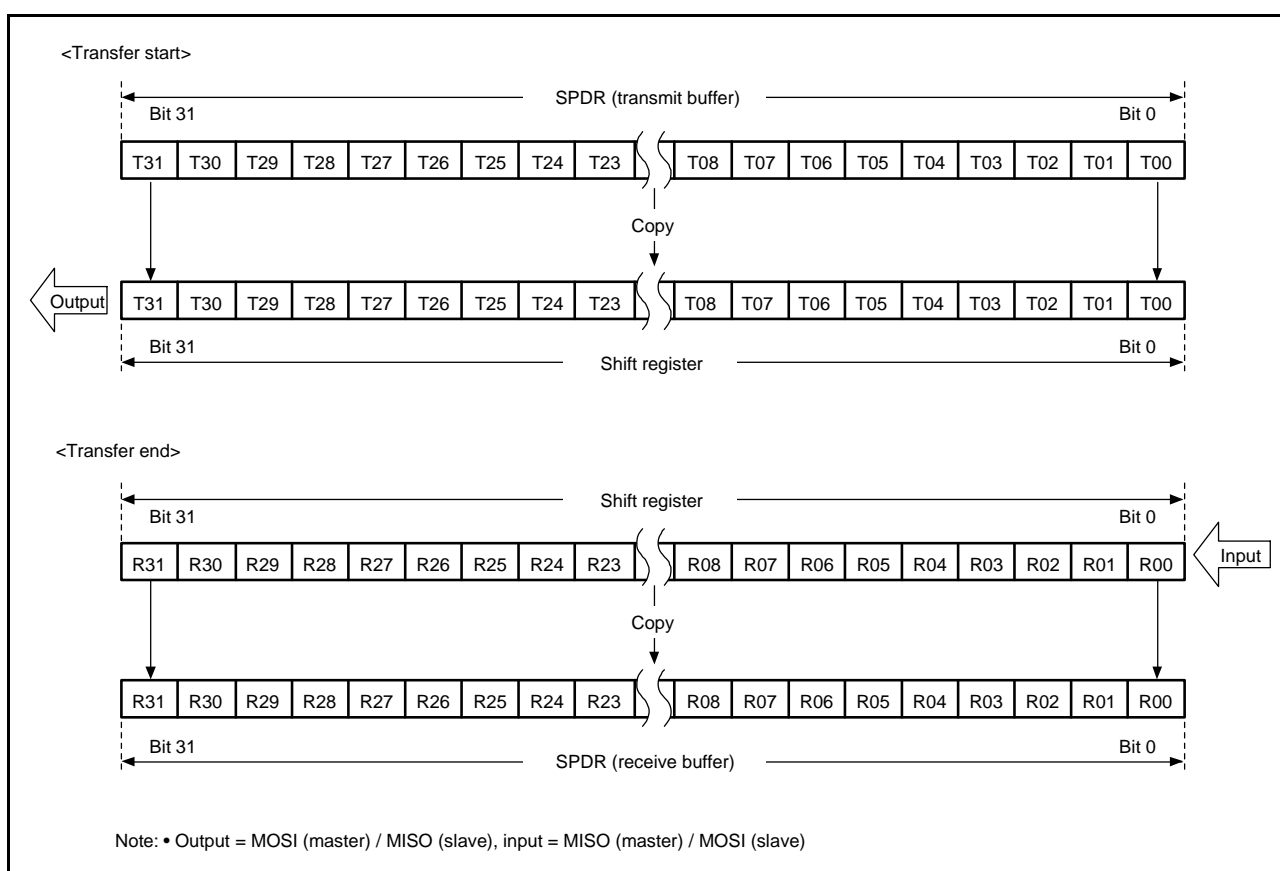 <Transfer start>
SPDR (transmit buffer)
Bit 31 Bit 0
T31 T30 T29 T28 T27 T26 T25 T24 T23 T08 T07 T06 T05 T04 T03 T02 T01 T00
Copy
Output T31 T30 T29 T28 T27 T26 T25 T24 T23 T08 T07 T06 T05 T04 T03 T02 T01 T00
Bit 31 Bit 0
Shift register
<Transfer end>
Shift register
Bit 31 Bit 0
R31 R30 R29 R28 R27 R26 R25 R24 R23 R08 R07 R06 R05 R04 R03 R02 R01 R00 Input
Copy
R31 R30 R29 R28 R27 R26 R25 R24 R23 R08 R07 R06 R05 R04 R03 R02 R01 R00
Bit 31 Bit 0
SPDR (receive buffer)
Note: • Output = MOSI (master) / MISO (slave), input = MISO (master) / MOSI (slave)